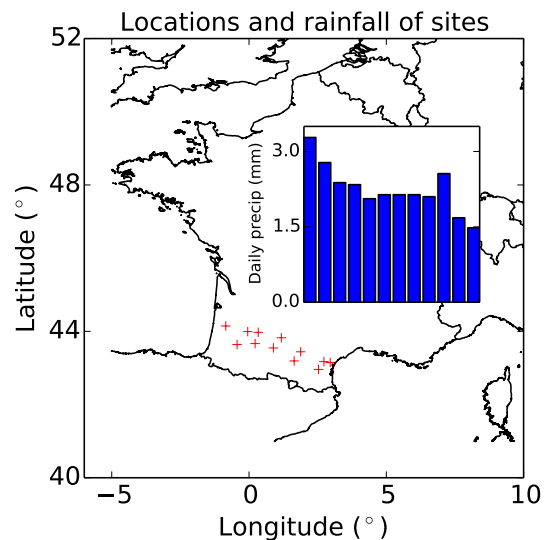 Locations and rainfall of sites
52
48
44
40
Latitude (°)
−5
0
5
10
Longitude (°)
3.0
1.5
0.0
Daily precip (mm)